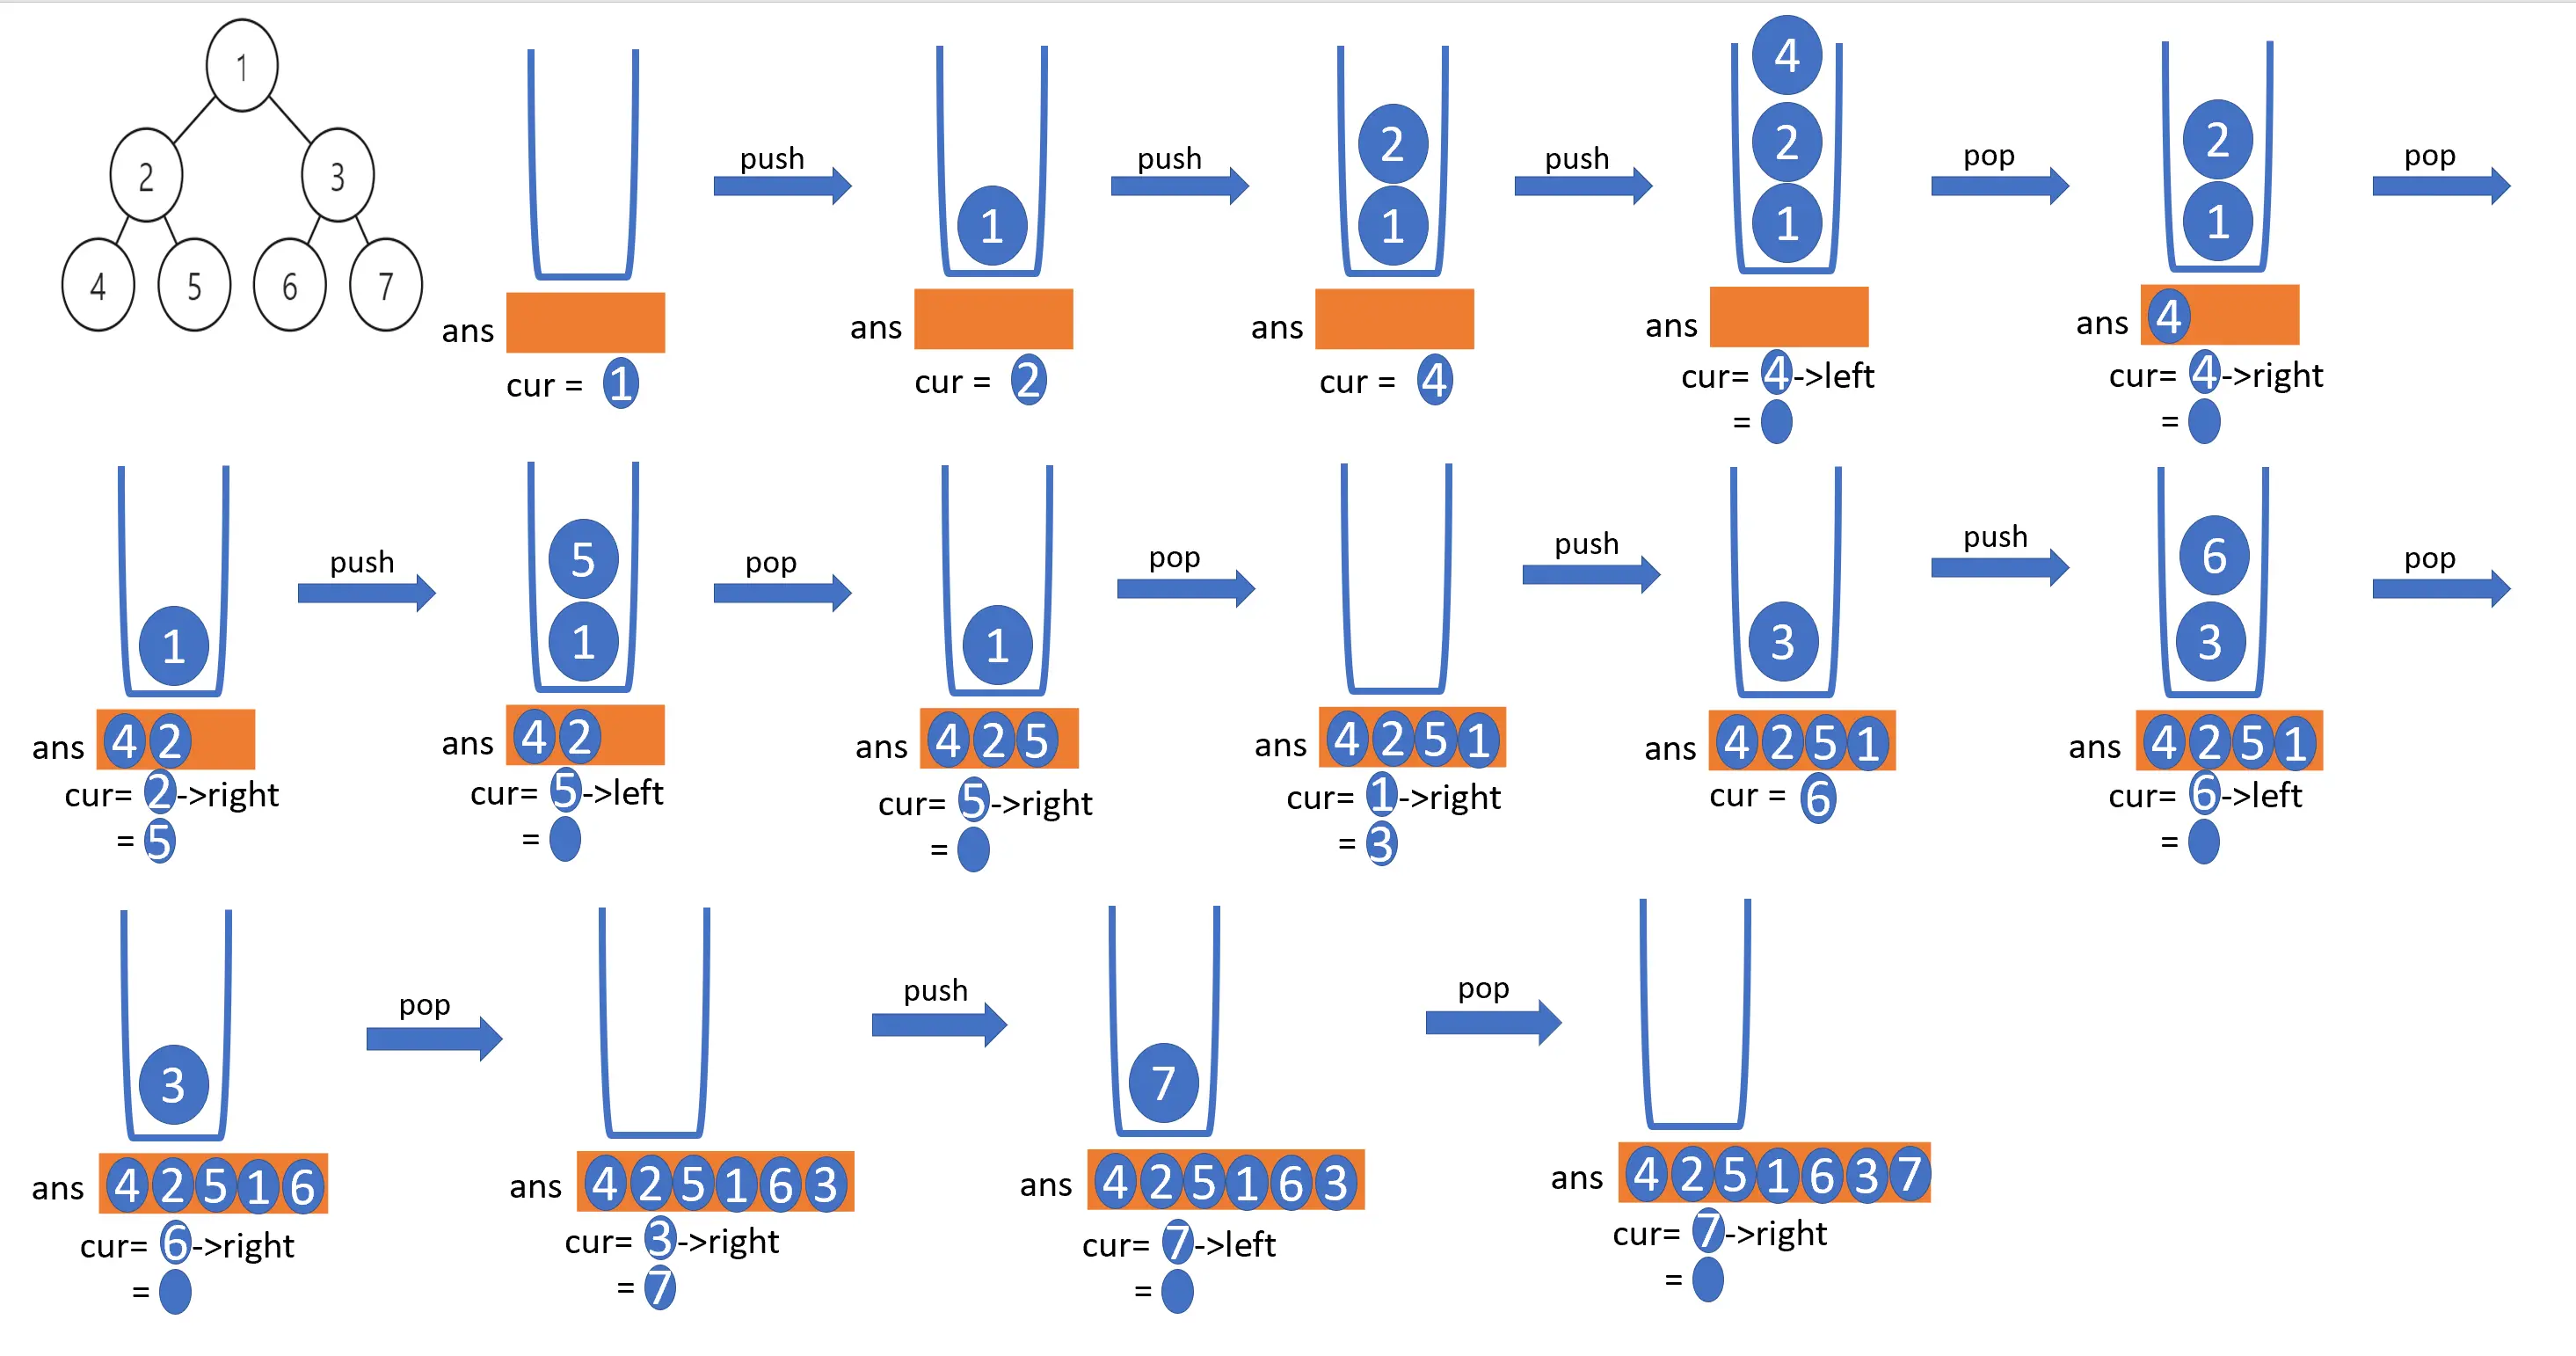 1
2 3
4 5 6 7
ans
cur = 1
push
1
ans
cur = 2
push
2
1
ans
cur = 4
push
4
2
1
ans
cur= 4->left
=
pop
2
1
ans 4
cur= 4->right
=
pop
1
ans 4 2
cur= 2->right
= 5
push
5
1
ans 4 2
cur= 5->left
=
pop
1
ans 4 2 5
cur= 5->right
=
pop
ans 4 2 5 1
cur= 1->right
= 3
push
3
ans 4 2 5 1
cur = 6
push
6
3
ans 4 2 5 1
cur= 6->left
=
pop
3
ans 4 2 5 1 6
cur= 6->right
=
pop
ans 4 2 5 1 6 3
cur= 3->right
= 7
push
7
ans 4 2 5 1 6 3
cur= 7->left
=
pop
ans 4 2 5 1 6 3 7
cur= 7->right
=